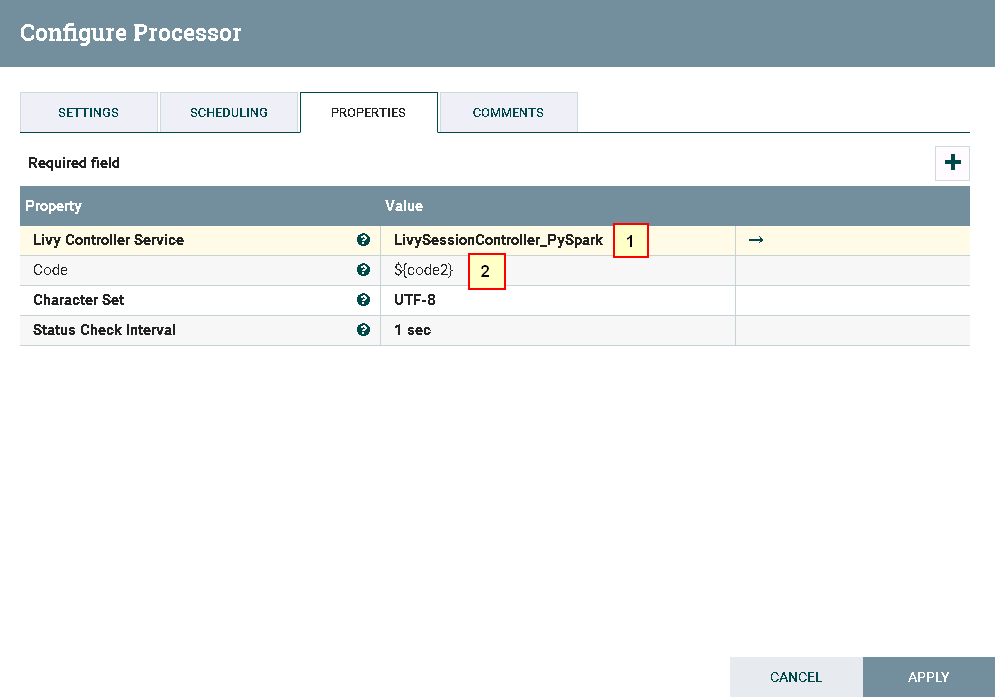 Configure Processor
SETTINGS SCHEDULING PROPERTIES COMMENTS
Required field
Property Value
Livy Controller Service LivySessionController_PySpark 1
Code ${code2} 2
Character Set UTF-8
Status Check Interval 1 sec
CANCEL APPLY